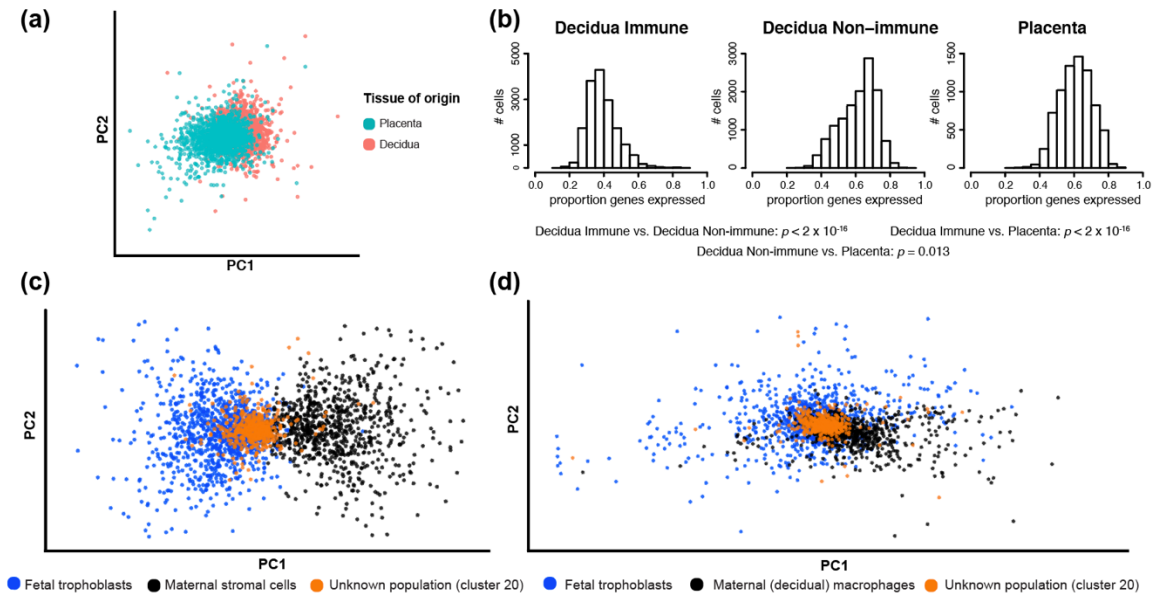 (a)
PC2
PC1
Tissue of origin
Placenta
Decidua
(b)
Decidua Immune
# cells
0 1000 3000 5000
0.0 0.2 0.4 0.6 0.8 1.0
proportion genes expressed
Decidua Non–immune
# cells
0 1000 2000 3000
0.0 0.2 0.4 0.6 0.8 1.0
proportion genes expressed
Placenta
# cells
0 500 1000 1500
0.0 0.2 0.4 0.6 0.8 1.0
proportion genes expressed
Decidua Immune vs. Decidua Non-immune: p < 2 x 10⁻¹⁶
Decidua Immune vs. Placenta: p < 2 x 10⁻¹⁶
Decidua Non-immune vs. Placenta: p = 0.013
(c)
PC2
PC1
Fetal trophoblasts
Maternal stromal cells
Unknown population (cluster 20)
(d)
PC2
PC1
Fetal trophoblasts
Maternal (decidual) macrophages
Unknown population (cluster 20)